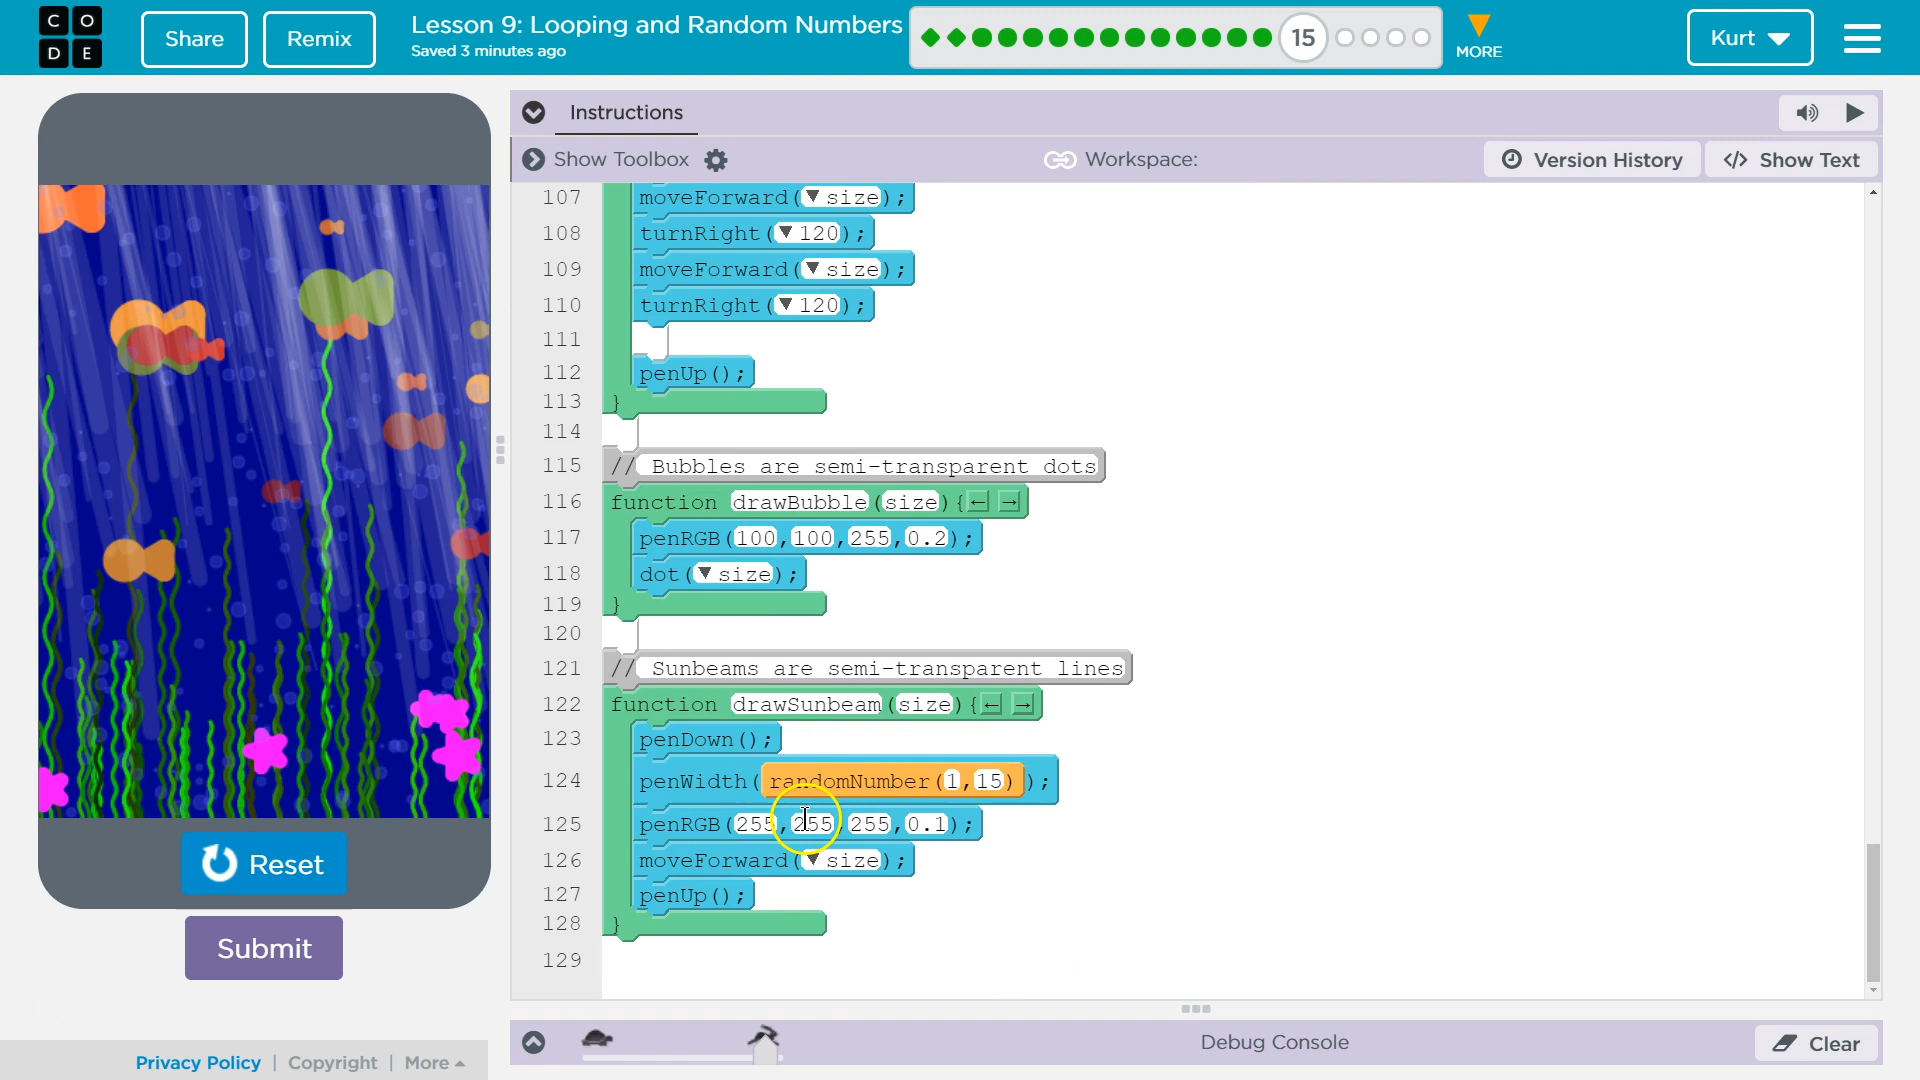 CODE
Share
Remix
Lesson 9: Looping and Random Numbers
Saved 3 minutes ago
15
MORE
Kurt
Instructions
Show Toolbox
Workspace:
Version History
</> Show Text
107 moveForward(▼ size);
108 turnRight(▼ 120);
109 moveForward(▼ size);
110 turnRight(▼ 120);
111
112 penUp();
113 }
114
115 // Bubbles are semi-transparent dots
116 function drawBubble(size){← →
117 penRGB(100,100,255,0.2);
118 dot(▼ size);
119 }
120
121 // Sunbeams are semi-transparent lines
122 function drawSunbeam(size){← →
123 penDown();
124 penWidth(randomNumber(1,15));
125 penRGB(255,255,255,0.1);
126 moveForward(▼ size);
127 penUp();
128 }
129
Reset
Submit
Debug Console
Clear
Privacy Policy | Copyright | More